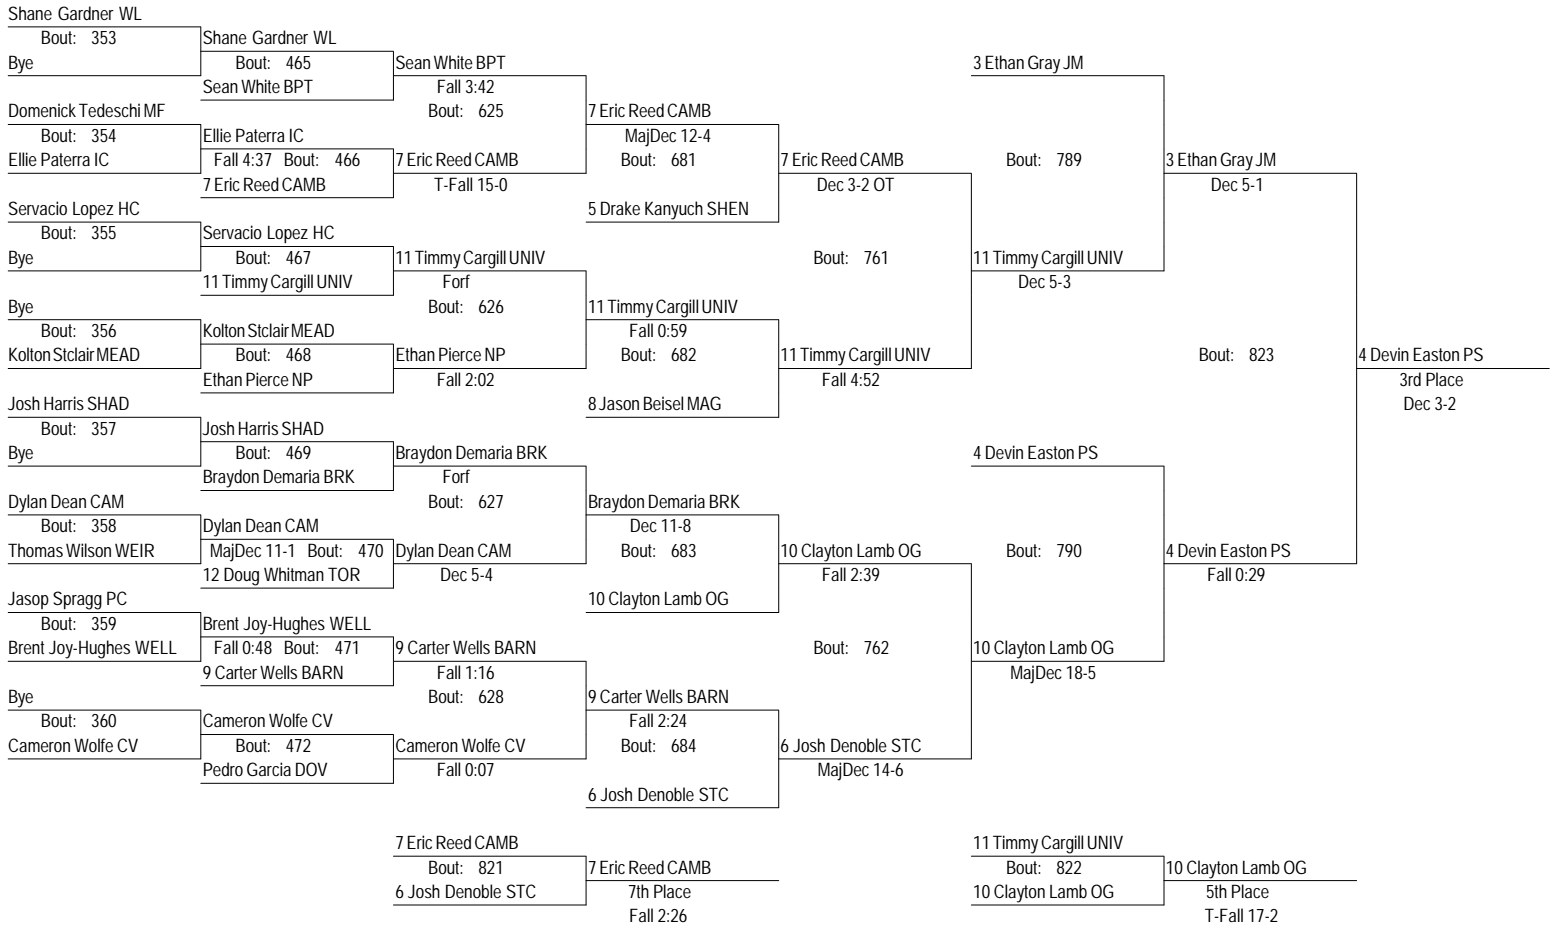 Shane Gardner WL
Bout: 353
Bye
Domenick Tedeschi MF
Bout: 354
Ellie Paterra IC
Servacio Lopez HC
Bout: 355
Bye
Bye
Bout: 356
Kolton Stclair MEAD
Josh Harris SHAD
Bout: 357
Bye
Dylan Dean CAM
Bout: 358
Thomas Wilson WEIR
Jasop Spragg PC
Bout: 359
Brent Joy-Hughes WELL
Bye
Bout: 360
Cameron Wolfe CV
Shane Gardner WL
Bout: 465
Sean White BPT
Ellie Paterra IC
Fall 4:37 Bout: 466
7 Eric Reed CAMB
Servacio Lopez HC
Bout: 467
11 Timmy Cargill UNIV
Kolton Stclair MEAD
Bout: 468
Ethan Pierce NP
Josh Harris SHAD
Bout: 469
Braydon Demaria BRK
Dylan Dean CAM
MajDec 11-1 Bout: 470
12 Doug Whitman TOR
Brent Joy-Hughes WELL
Fall 0:48 Bout: 471
9 Carter Wells BARN
Cameron Wolfe CV
Bout: 472
Pedro Garcia DOV
Sean White BPT
Fall 3:42
Bout: 625
7 Eric Reed CAMB
T-Fall 15-0
11 Timmy Cargill UNIV
Forf
Bout: 626
Ethan Pierce NP
Fall 2:02
Braydon Demaria BRK
Forf
Bout: 627
Dylan Dean CAM
Dec 5-4
9 Carter Wells BARN
Fall 1:16
Bout: 628
Cameron Wolfe CV
Fall 0:07
7 Eric Reed CAMB
MajDec 12-4
Bout: 681
5 Drake Kanyuch SHEN
11 Timmy Cargill UNIV
Fall 0:59
Bout: 682
8 Jason Beisel MAG
Braydon Demaria BRK
Dec 11-8
Bout: 683
10 Clayton Lamb OG
9 Carter Wells BARN
Fall 2:24
Bout: 684
6 Josh Denoble STC
7 Eric Reed CAMB
Dec 3-2 OT
Bout: 761
11 Timmy Cargill UNIV
Fall 4:52
10 Clayton Lamb OG
Fall 2:39
Bout: 762
6 Josh Denoble STC
MajDec 14-6
3 Ethan Gray JM
Bout: 789
11 Timmy Cargill UNIV
Dec 5-3
4 Devin Easton PS
Bout: 790
10 Clayton Lamb OG
MajDec 18-5
3 Ethan Gray JM
Dec 5-1
Bout: 823
4 Devin Easton PS
Fall 0:29
4 Devin Easton PS
3rd Place
Dec 3-2
7 Eric Reed CAMB
Bout: 821
6 Josh Denoble STC
7 Eric Reed CAMB
7th Place
Fall 2:26
11 Timmy Cargill UNIV
Bout: 822
10 Clayton Lamb OG
10 Clayton Lamb OG
5th Place
T-Fall 17-2